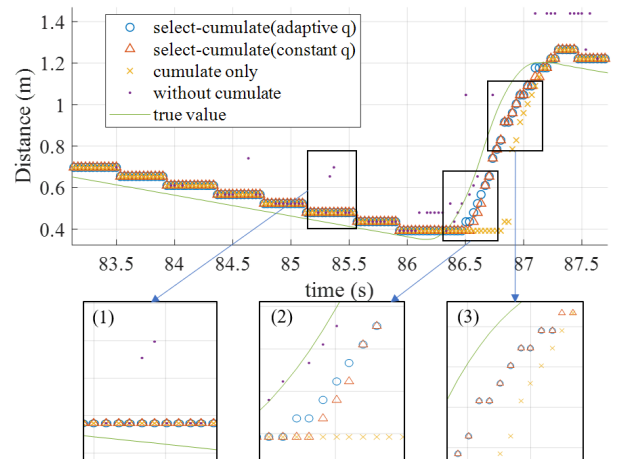 1.4
1.2
1
0.8
0.6
0.4
Distance (m)
select-cumulate(adaptive q)
select-cumulate(constant q)
cumulate only
without cumulate
true value
83.5 84 84.5 85 85.5 86 86.5 87 87.5
time (s)
(1) (2) (3)